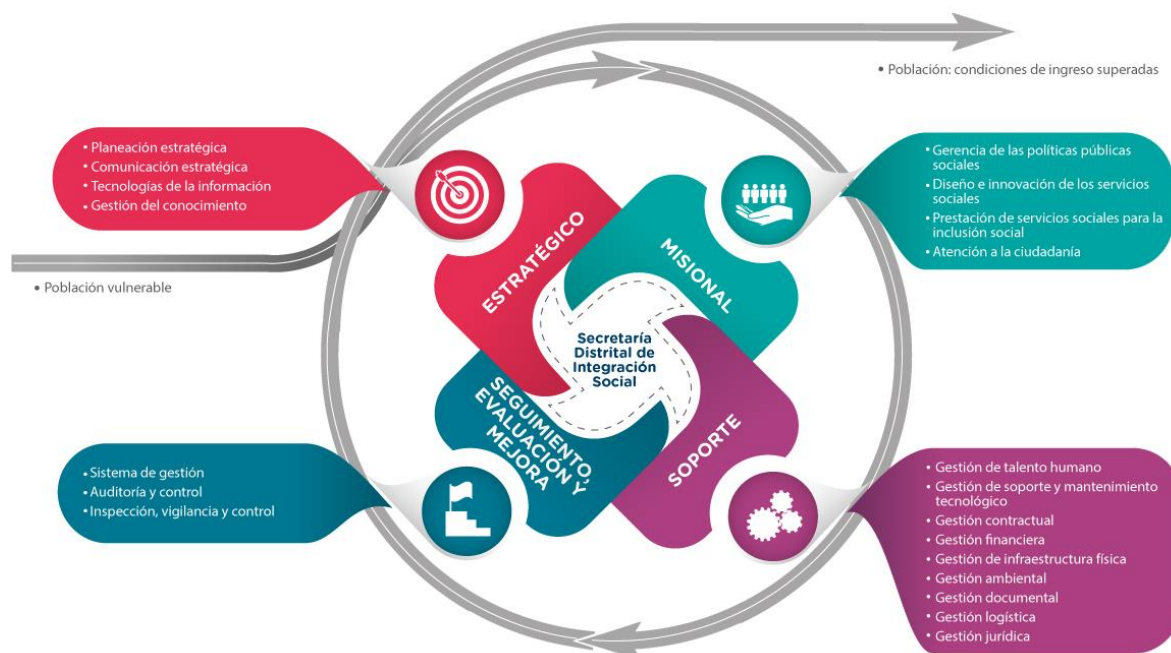 • Población: condiciones de ingreso superadas
• Planeación estratégica
• Comunicación estratégica
• Tecnologías de la información
• Gestión del conocimiento
• Gerencia de las políticas públicas
sociales
• Diseño e innovación de los servicios
sociales
• Prestación de servicios sociales para la
inclusión social
• Atención a la ciudadanía
• Población vulnerable
ESTRATÉGICO
MISIONAL
Secretaría
Distrital de
Integración
Social
SEGUIMIENTO,
EVALUACIÓN Y
MEJORA
SOPORTE
• Sistema de gestión
• Auditoría y control
• Inspección, vigilancia y control
• Gestión de talento humano
• Gestión de soporte y mantenimiento
tecnológico
• Gestión contractual
• Gestión financiera
• Gestión de infraestructura física
• Gestión ambiental
• Gestión documental
• Gestión logística
• Gestión jurídica